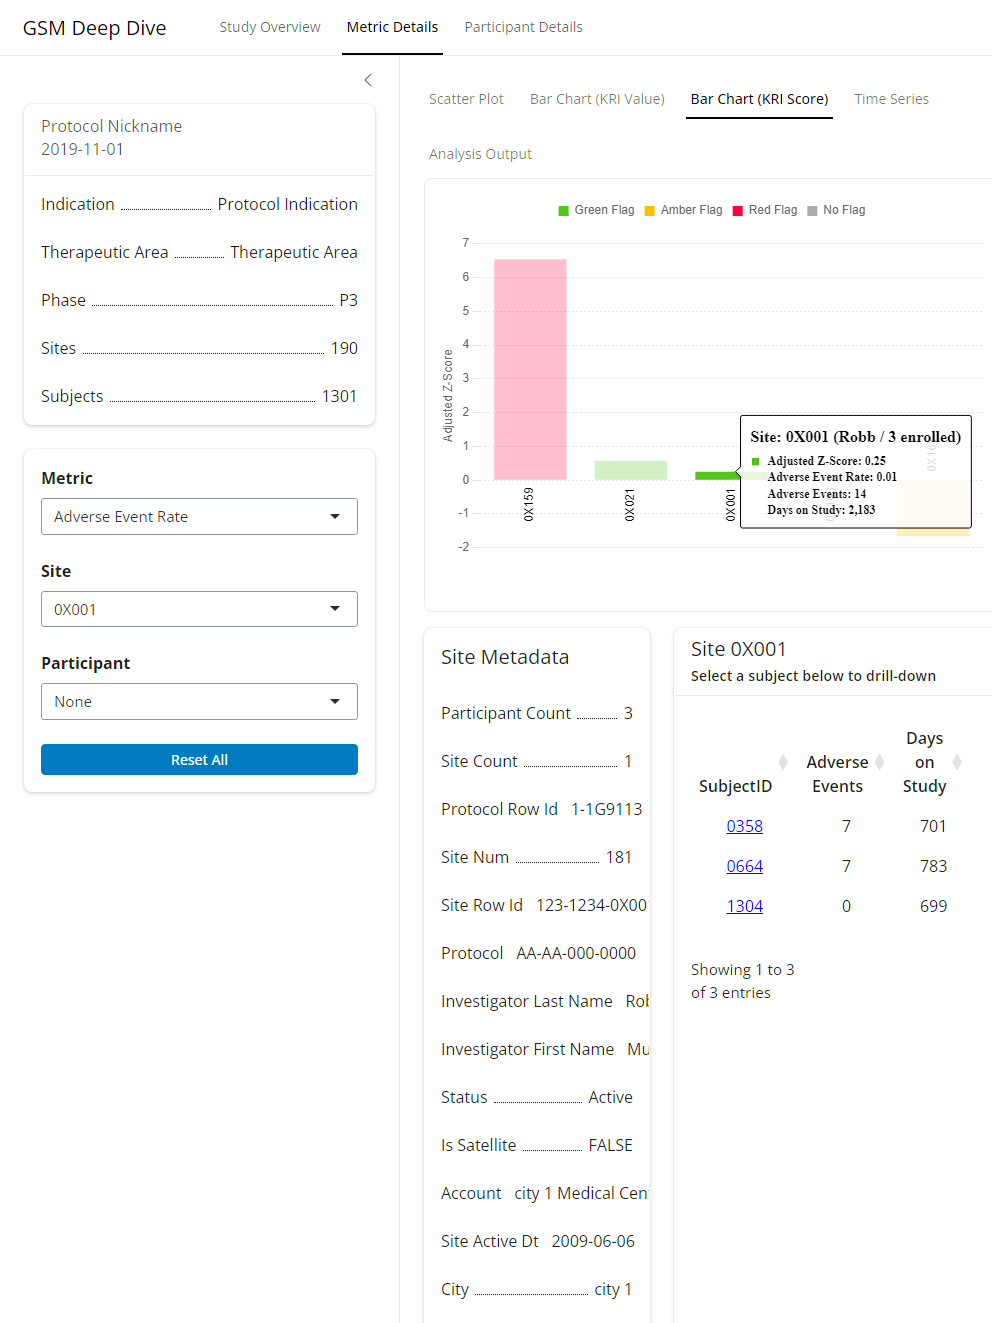 GSM Deep Dive
Study Overview
Metric Details
Participant Details
Protocol Nickname
2019-11-01
Indication Protocol Indication
Therapeutic Area Therapeutic Area
Phase P3
Sites 190
Subjects 1301
Metric
Adverse Event Rate
Site
0X001
Participant
None
Reset All
Scatter Plot
Bar Chart (KRI Value)
Bar Chart (KRI Score)
Time Series
Analysis Output
Green Flag
Amber Flag
Red Flag
No Flag
Adjusted Z-Score
7
6
5
4
3
2
1
0
-1
-2
0X159
0X021
0X001
Site: 0X001 (Robb / 3 enrolled)
Adjusted Z-Score: 0.25
Adverse Event Rate: 0.01
Adverse Events: 14
Days on Study: 2,183
Site Metadata
Participant Count 3
Site Count 1
Protocol Row Id 1-1G9113
Site Num 181
Site Row Id 123-1234-0X00
Protocol AA-AA-000-0000
Investigator Last Name Rob
Investigator First Name Mu
Status Active
Is Satellite FALSE
Account city 1 Medical Cen
Site Active Dt 2009-06-06
City city 1
Site 0X001
Select a subject below to drill-down
SubjectID
Adverse
Events
Days
on
Study
0358 7 701
0664 7 783
1304 0 699
Showing 1 to 3
of 3 entries